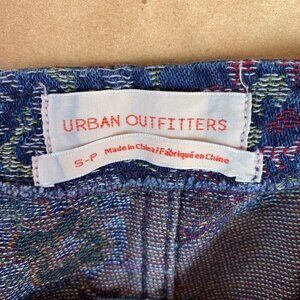 URBAN OUTFITTERS
S-P Made in China/Fabriqué en Chine